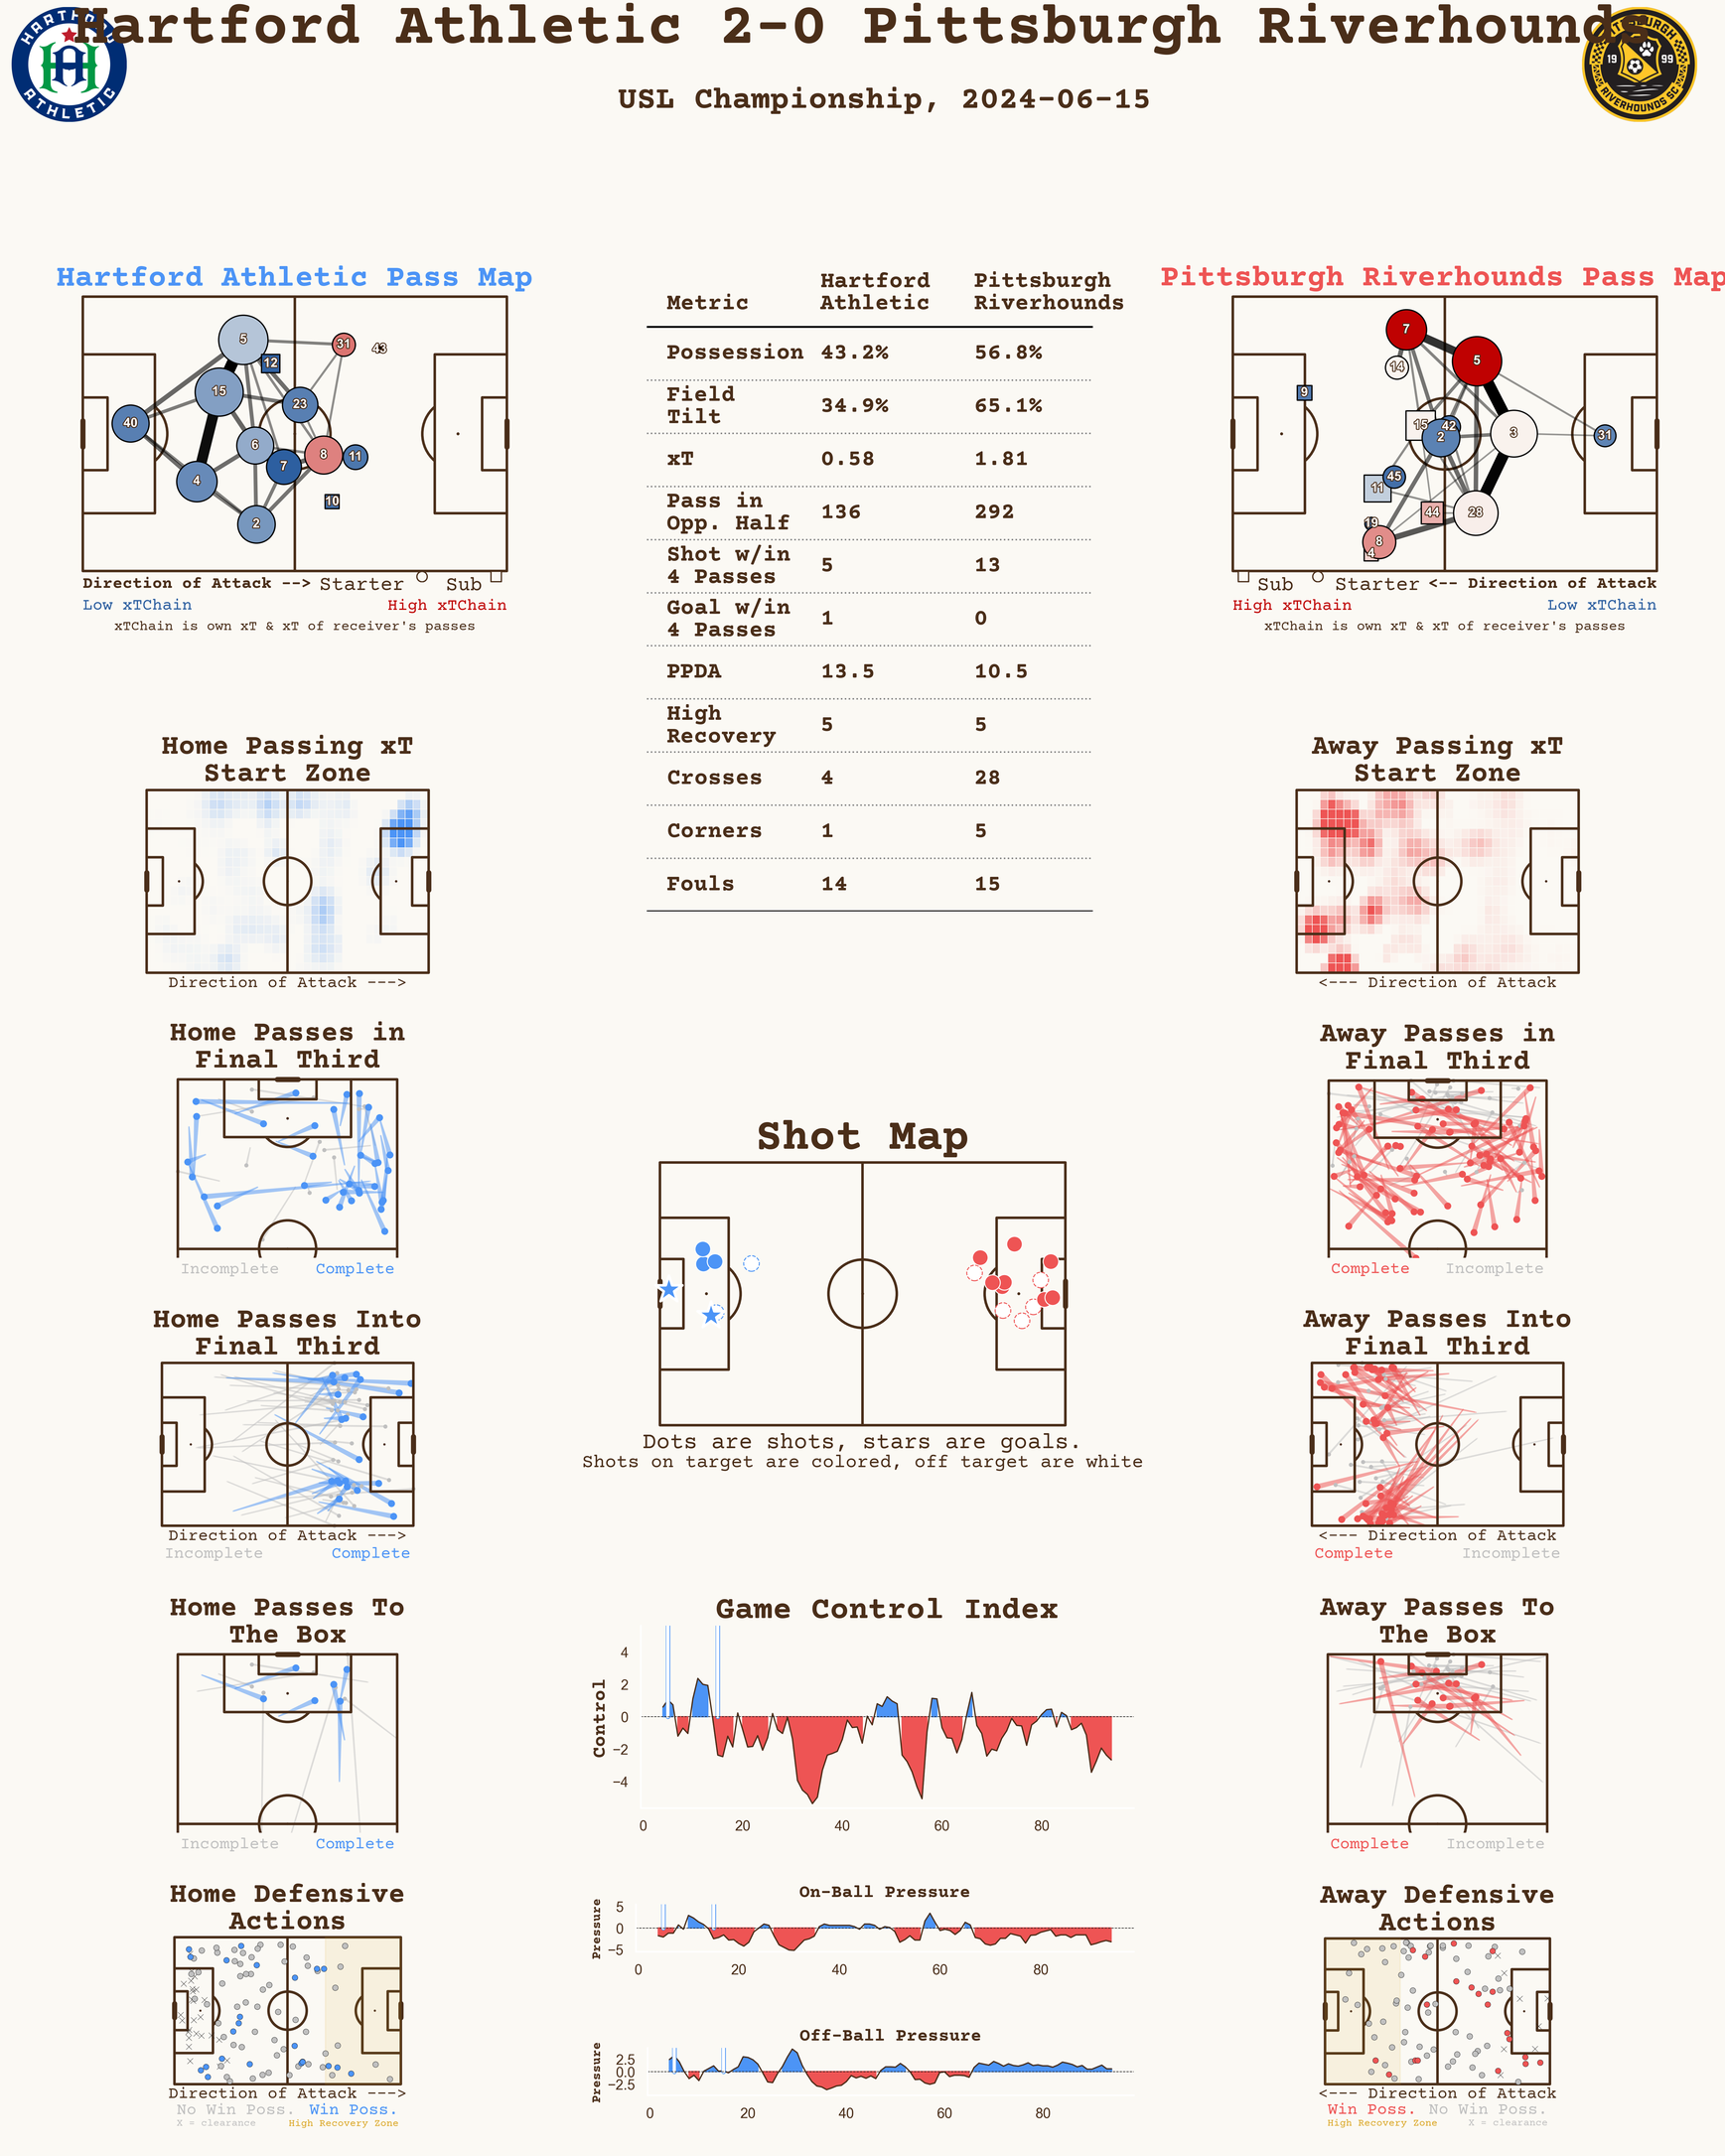 Hartford Athletic 2-0 Pittsburgh Riverhounds
USL Championship, 2024-06-15
HARTFORD
ATHLETIC
PITTSBURGH
19 99
RIVERHOUNDS SC
Hartford Athletic Pass Map
5
31
43
12
15
23
40
6
8
11
7
4
10
2
Direction of Attack --> Starter Sub
Low xTChain High xTChain
xTChain is own xT & xT of receiver's passes
Metric Hartford Athletic Pittsburgh Riverhounds
Possession 43.2% 56.8%
Field Tilt 34.9% 65.1%
xT 0.58 1.81
Pass in Opp. Half 136 292
Shot w/in 4 Passes 5 13
Goal w/in 4 Passes 1 0
PPDA 13.5 10.5
High Recovery 5 5
Crosses 4 28
Corners 1 5
Fouls 14 15
Pittsburgh Riverhounds Pass Map
7
5
14
9
15
42
2
3
31
45
11
44
28
19
8
4
Sub Starter <-- Direction of Attack
High xTChain Low xTChain
xTChain is own xT & xT of receiver's passes
Home Passing xT
Start Zone
Direction of Attack --->
Away Passing xT
Start Zone
<--- Direction of Attack
Home Passes in
Final Third
Incomplete Complete
Away Passes in
Final Third
Complete Incomplete
Shot Map
Dots are shots, stars are goals.
Shots on target are colored, off target are white
Home Passes Into
Final Third
Direction of Attack --->
Incomplete Complete
Away Passes Into
Final Third
<--- Direction of Attack
Complete Incomplete
Home Passes To
The Box
Incomplete Complete
Game Control Index
Control
4
2
0
−2
−4
0 20 40 60 80
Away Passes To
The Box
Complete Incomplete
Home Defensive
Actions
Direction of Attack --->
No Win Poss. Win Poss.
X = clearance High Recovery Zone
On-Ball Pressure
Pressure
5
0
−5
0 20 40 60 80
Off-Ball Pressure
Pressure
2.5
0.0
−2.5
0 20 40 60 80
Away Defensive
Actions
<--- Direction of Attack
Win Poss. No Win Poss.
High Recovery Zone X = clearance